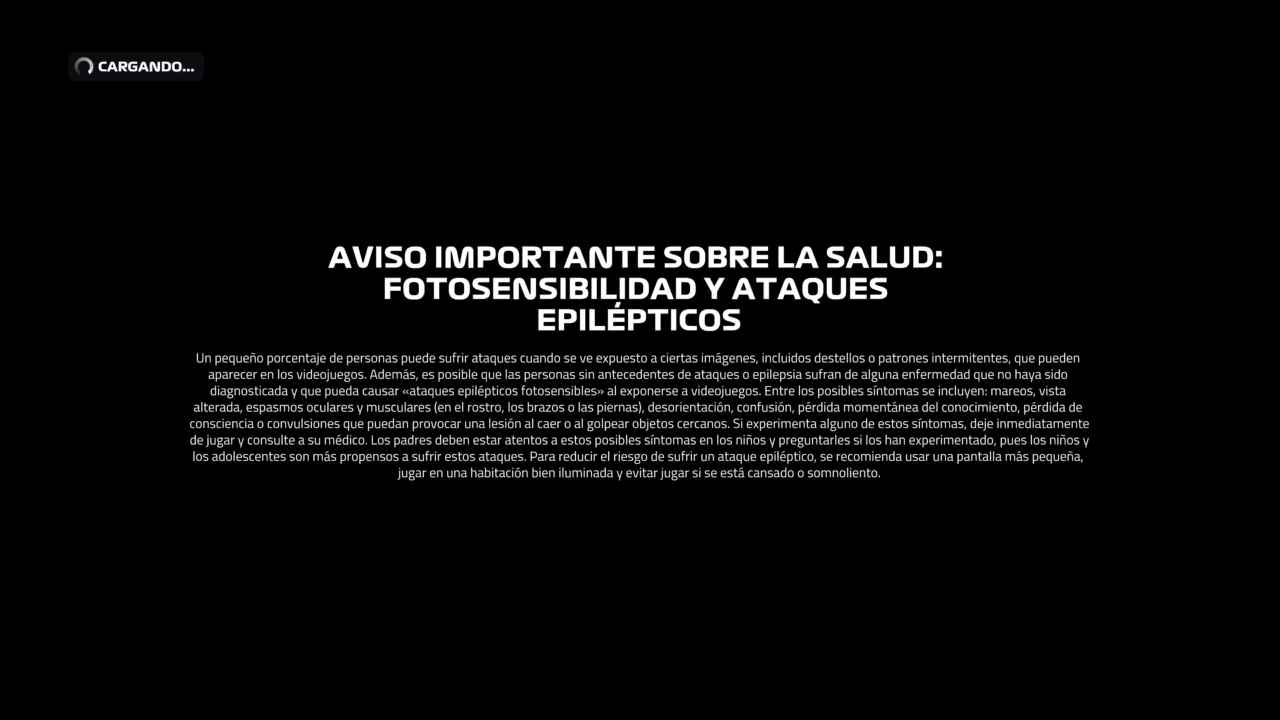 CARGANDO...
AVISO IMPORTANTE SOBRE LA SALUD:
FOTOSENSIBILIDAD Y ATAQUES
EPILÉPTICOS
Un pequeño porcentaje de personas puede sufrir ataques cuando se ve expuesto a ciertas imágenes, incluidos destellos o patrones intermitentes, que pueden
aparecer en los videojuegos. Además, es posible que las personas sin antecedentes de ataques o epilepsia sufran de alguna enfermedad que no haya sido
diagnosticada y que pueda causar «ataques epilépticos fotosensibles» al exponerse a videojuegos. Entre los posibles síntomas se incluyen: mareos, vista
alterada, espasmos oculares y musculares (en el rostro, los brazos o las piernas), desorientación, confusión, pérdida momentánea del conocimiento, pérdida de
consciencia o convulsiones que puedan provocar una lesión al caer o al golpear objetos cercanos. Si experimenta alguno de estos síntomas, deje inmediatamente
de jugar y consulte a su médico. Los padres deben estar atentos a estos posibles síntomas en los niños y preguntarles si los han experimentado, pues los niños y
los adolescentes son más propensos a sufrir estos ataques. Para reducir el riesgo de sufrir un ataque epiléptico, se recomienda usar una pantalla más pequeña,
jugar en una habitación bien iluminada y evitar jugar si se está cansado o somnoliento.